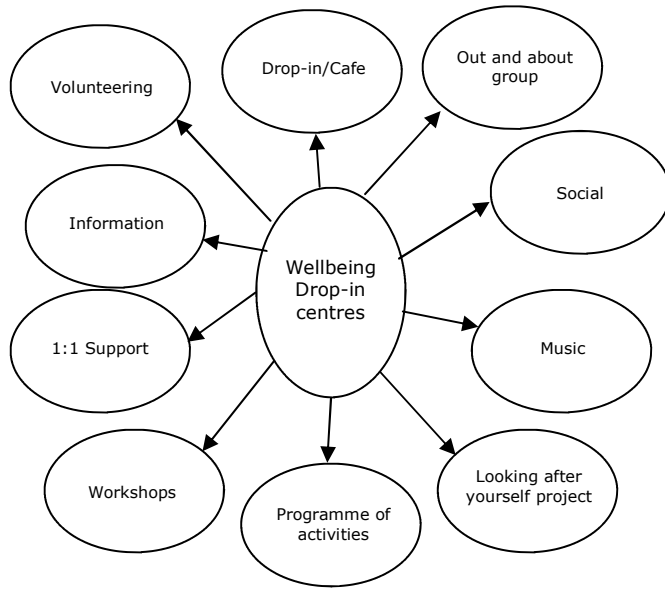 Volunteering
Drop-in/Cafe
Out and about
group
Information
Social
Wellbeing
Drop-in
centres
1:1 Support
Music
Workshops
Programme of
activities
Looking after
yourself project